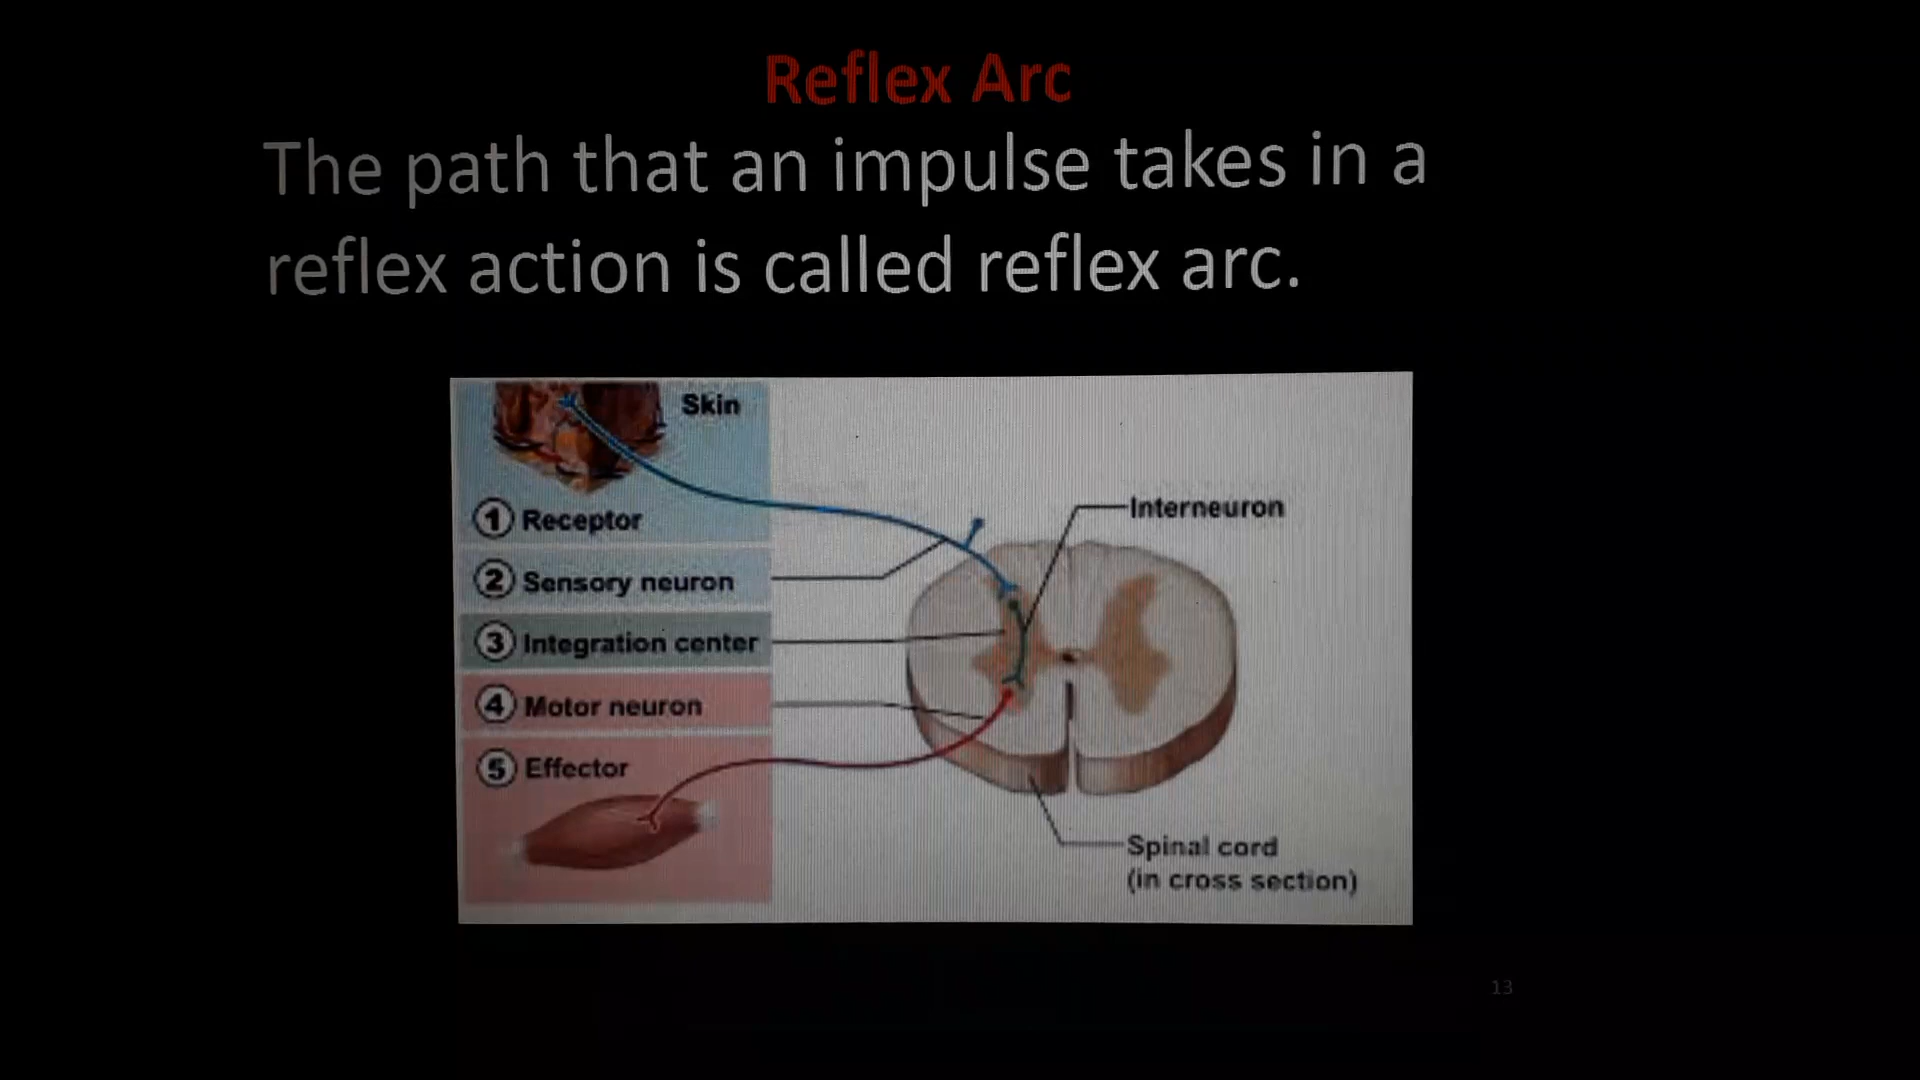 Reflex Arc
The path that an impulse takes in a
reflex action is called reflex arc.
Skin
1 Receptor
2 Sensory neuron
3 Integration center
4 Motor neuron
5 Effector
Interneuron
Spinal cord
(in cross section)
13